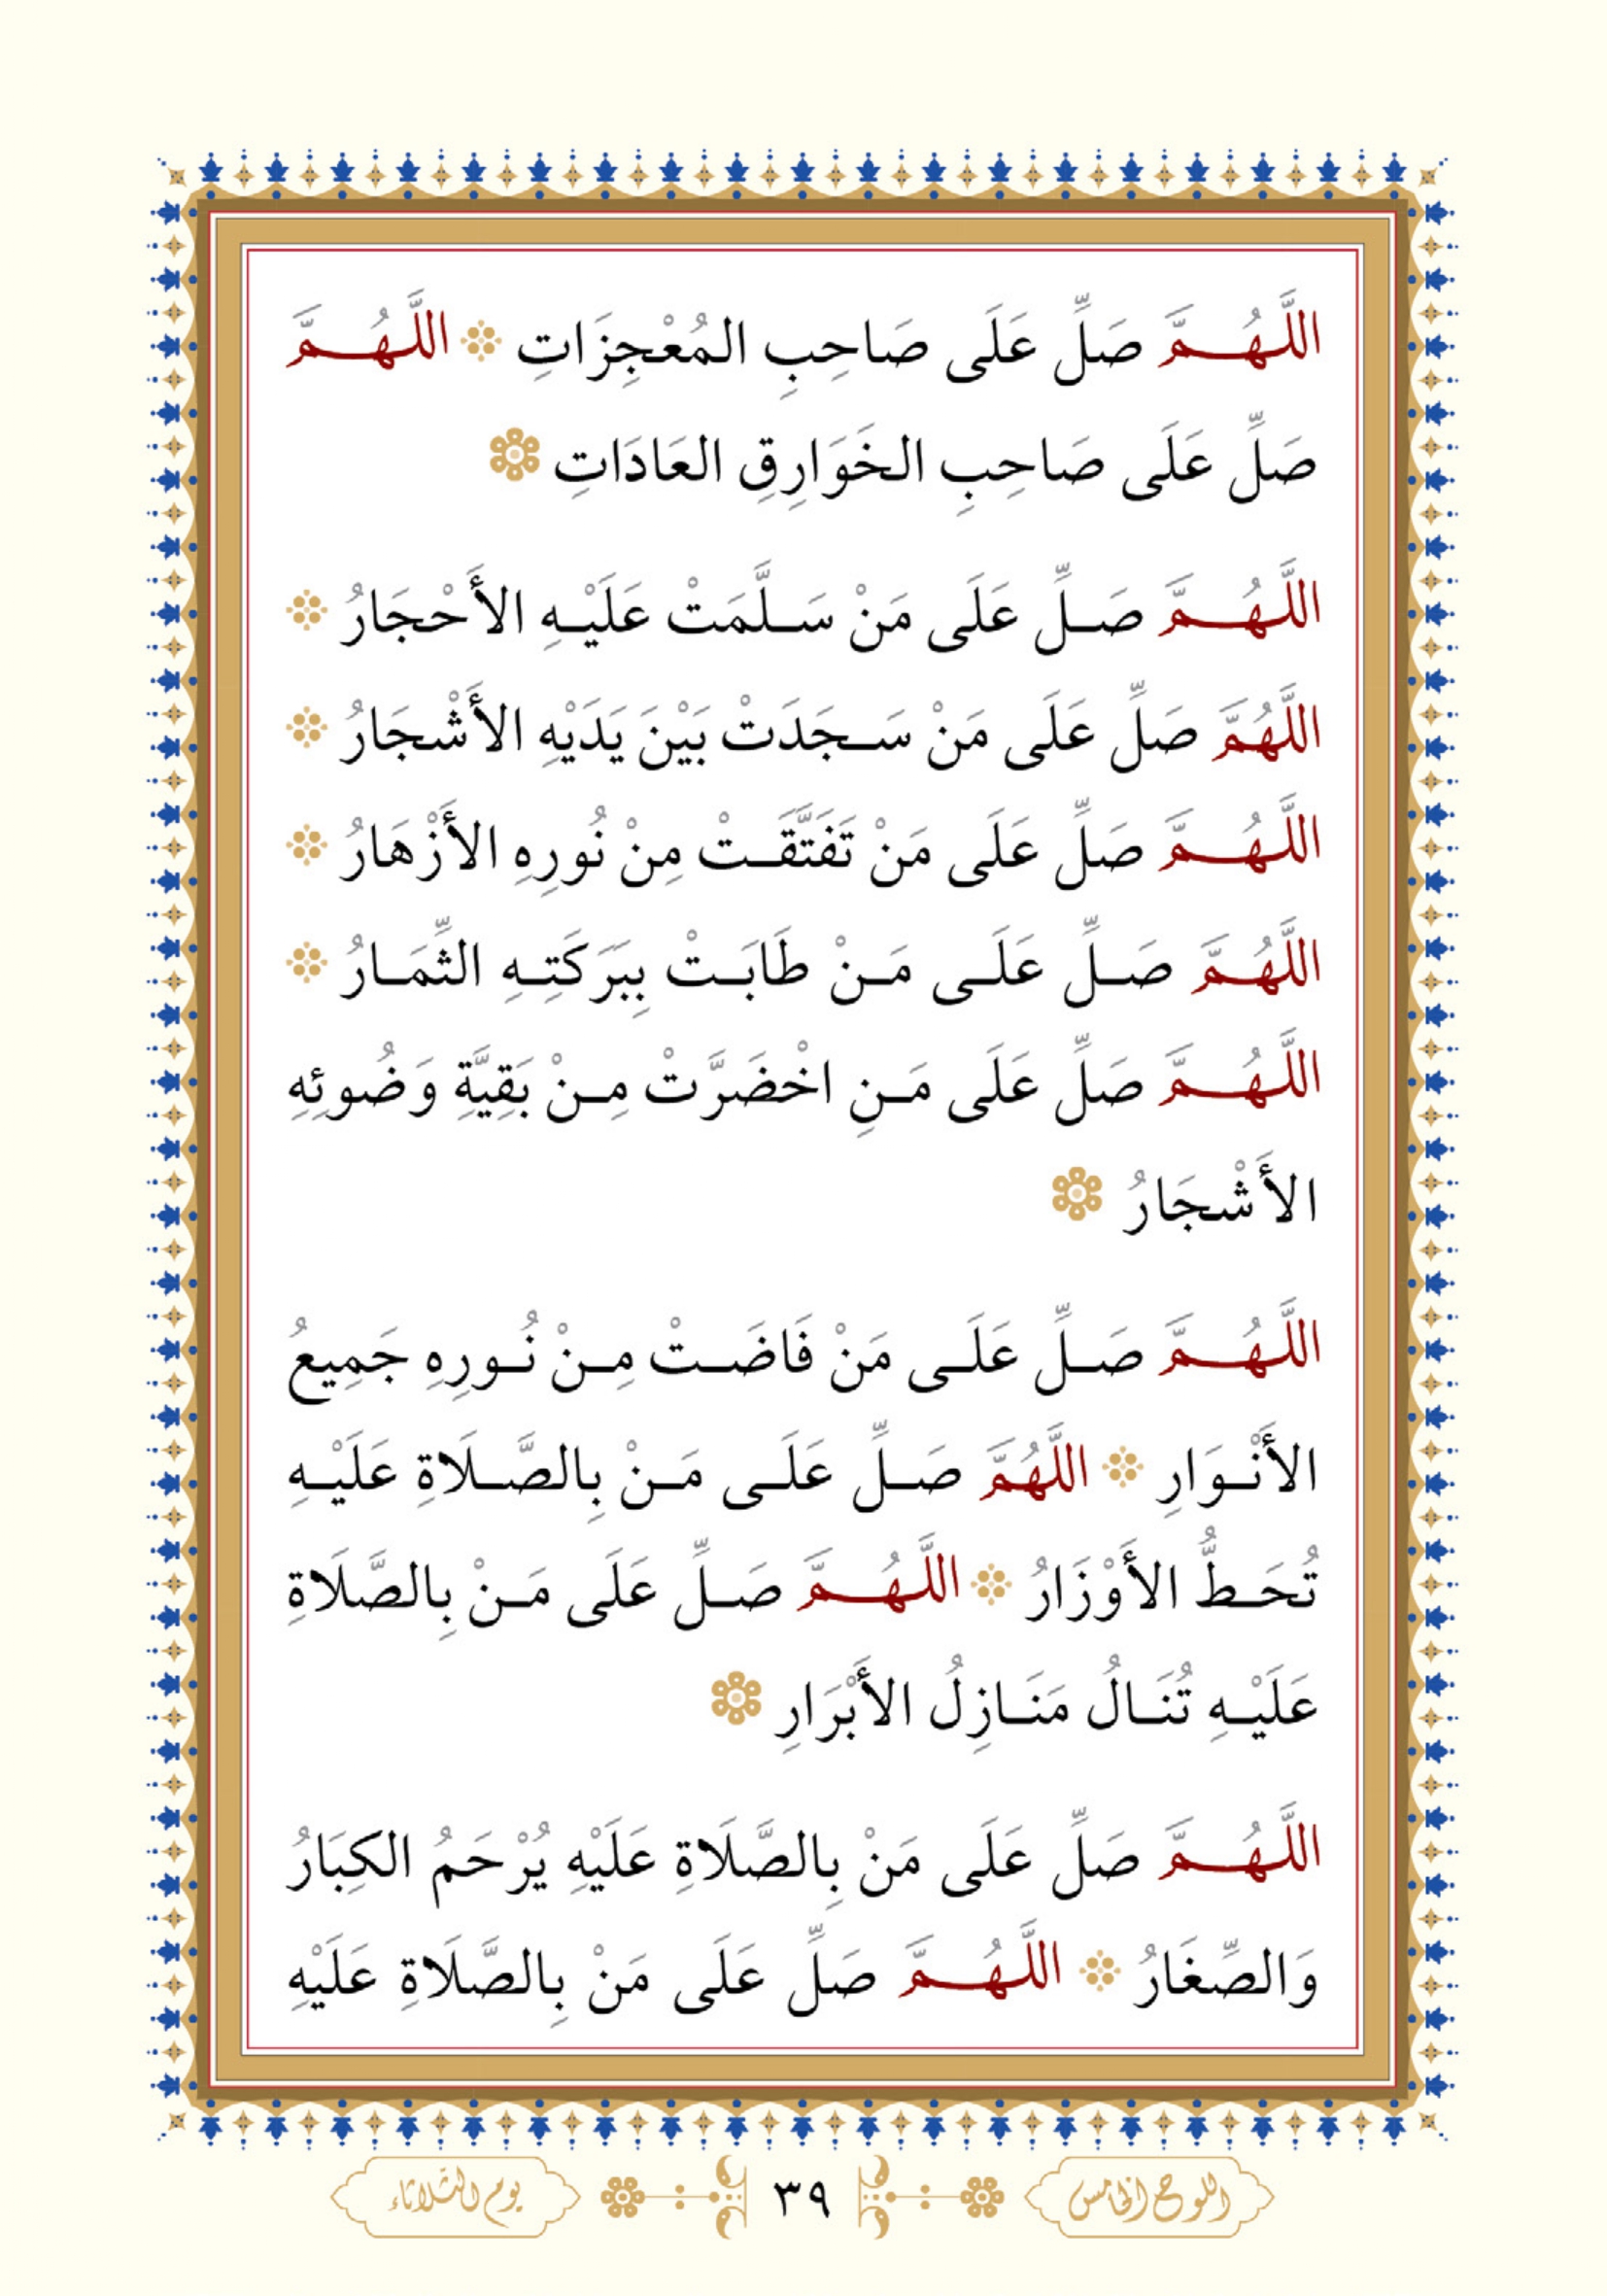 اللَّهُمَّ صَلِّ عَلَى صَاحِبِ المُعْجِزَاتِ اللَّهُمَّ
صَلِّ عَلَى صَاحِبِ الخَوَارِقِ العَادَاتِ
اللَّهُمَّ صَلِّ عَلَى مَنْ سَلَّمَتْ عَلَيْهِ الأَحْجَارُ
اللَّهُمَّ صَلِّ عَلَى مَنْ سَجَدَتْ بَيْنَ يَدَيْهِ الأَشْجَارُ
اللَّهُمَّ صَلِّ عَلَى مَنْ تَفَتَّقَتْ مِنْ نُورِهِ الأَزْهَارُ
اللَّهُمَّ صَلِّ عَلَى مَنْ طَابَتْ بِبَرَكَتِهِ الثِّمَارُ
اللَّهُمَّ صَلِّ عَلَى مَنِ اخْضَرَّتْ مِنْ بَقِيَّةِ وَضُوئِهِ
الأَشْجَارُ
اللَّهُمَّ صَلِّ عَلَى مَنْ فَاضَتْ مِنْ نُورِهِ جَمِيعُ
الأَنْوَارِ اللَّهُمَّ صَلِّ عَلَى مَنْ بِالصَّلَاةِ عَلَيْهِ
تُحَطُّ الأَوْزَارُ اللَّهُمَّ صَلِّ عَلَى مَنْ بِالصَّلَاةِ
عَلَيْهِ تُنَالُ مَنَازِلُ الأَبْرَارِ
اللَّهُمَّ صَلِّ عَلَى مَنْ بِالصَّلَاةِ عَلَيْهِ يُرْحَمُ الكِبَارُ
وَالصِّغَارُ اللَّهُمَّ صَلِّ عَلَى مَنْ بِالصَّلَاةِ عَلَيْهِ
اللوح الخامس ٣٩ يوم الثلاثاء